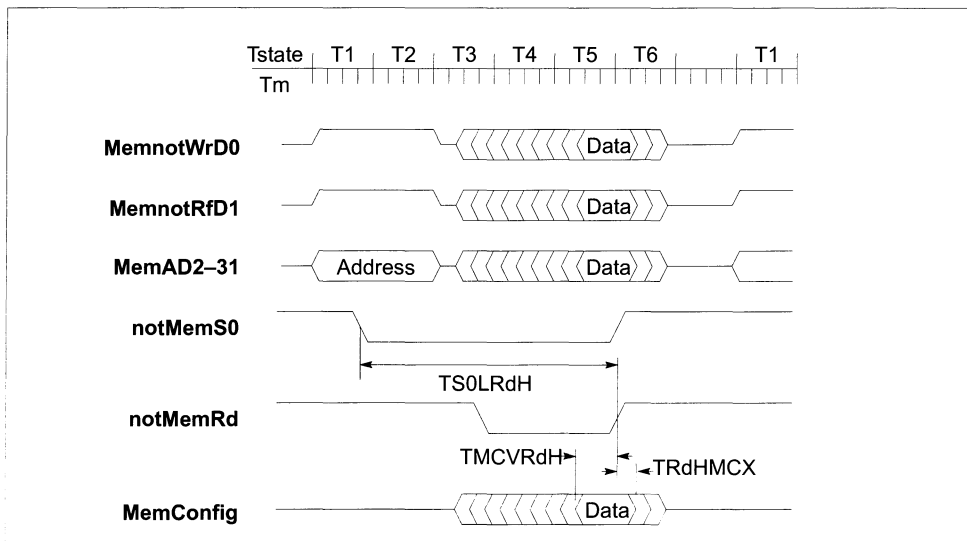 Tstate T1 T2 T3 T4 T5 T6 T1
Tm
MemnotWrD0 Data
MemnotRfD1 Data
MemAD2–31 Address Data
notMemS0
TS0LRdH
notMemRd
TMCVRdH TRdHMCX
MemConfig Data